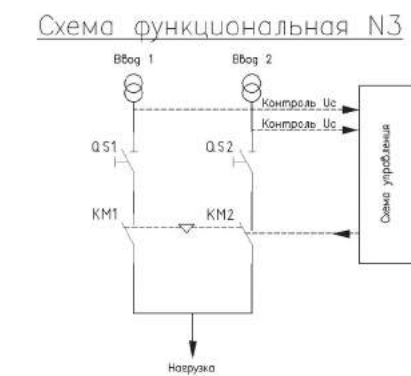 Схема функциональная N3
Ввод 1
Ввод 2
Контроль Uc
Контроль Uc
QS1
QS2
Схема управления
KM1
KM2
Нагрузка